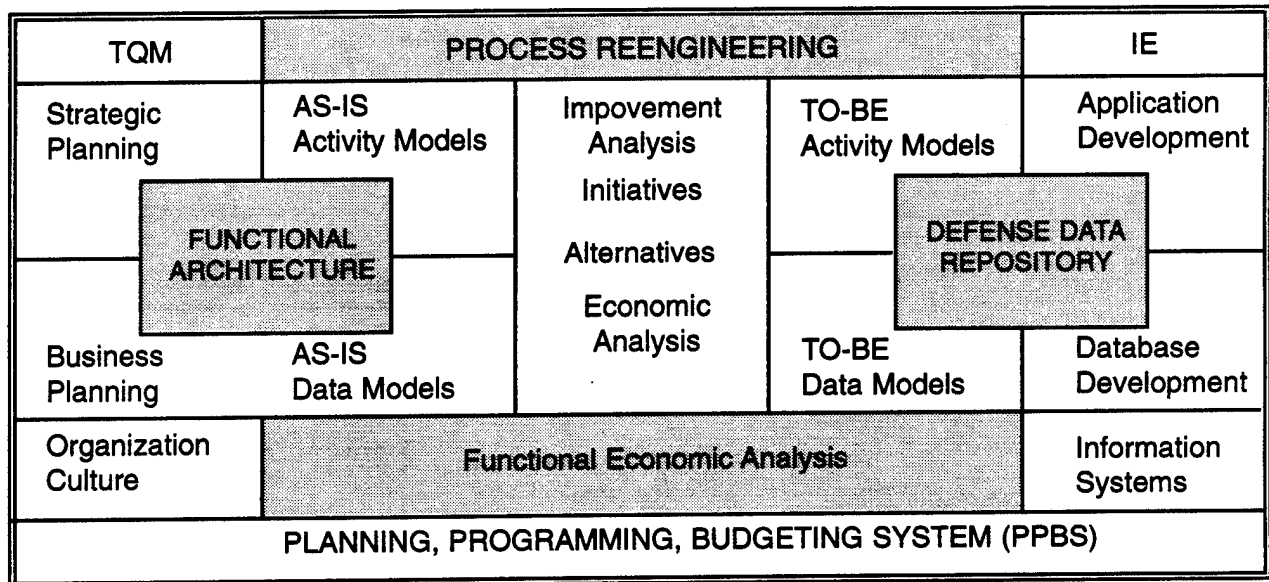 TQM
PROCESS REENGINEERING
IE
Strategic
Planning
AS-IS
Activity Models
Impovement
Analysis
Initiatives
Alternatives
Economic
Analysis
TO-BE
Activity Models
Application
Development
FUNCTIONAL
ARCHITECTURE
DEFENSE DATA
REPOSITORY
Business
Planning
AS-IS
Data Models
TO-BE
Data Models
Database
Development
Organization
Culture
Functional Economic Analysis
Information
Systems
PLANNING, PROGRAMMING, BUDGETING SYSTEM (PPBS)